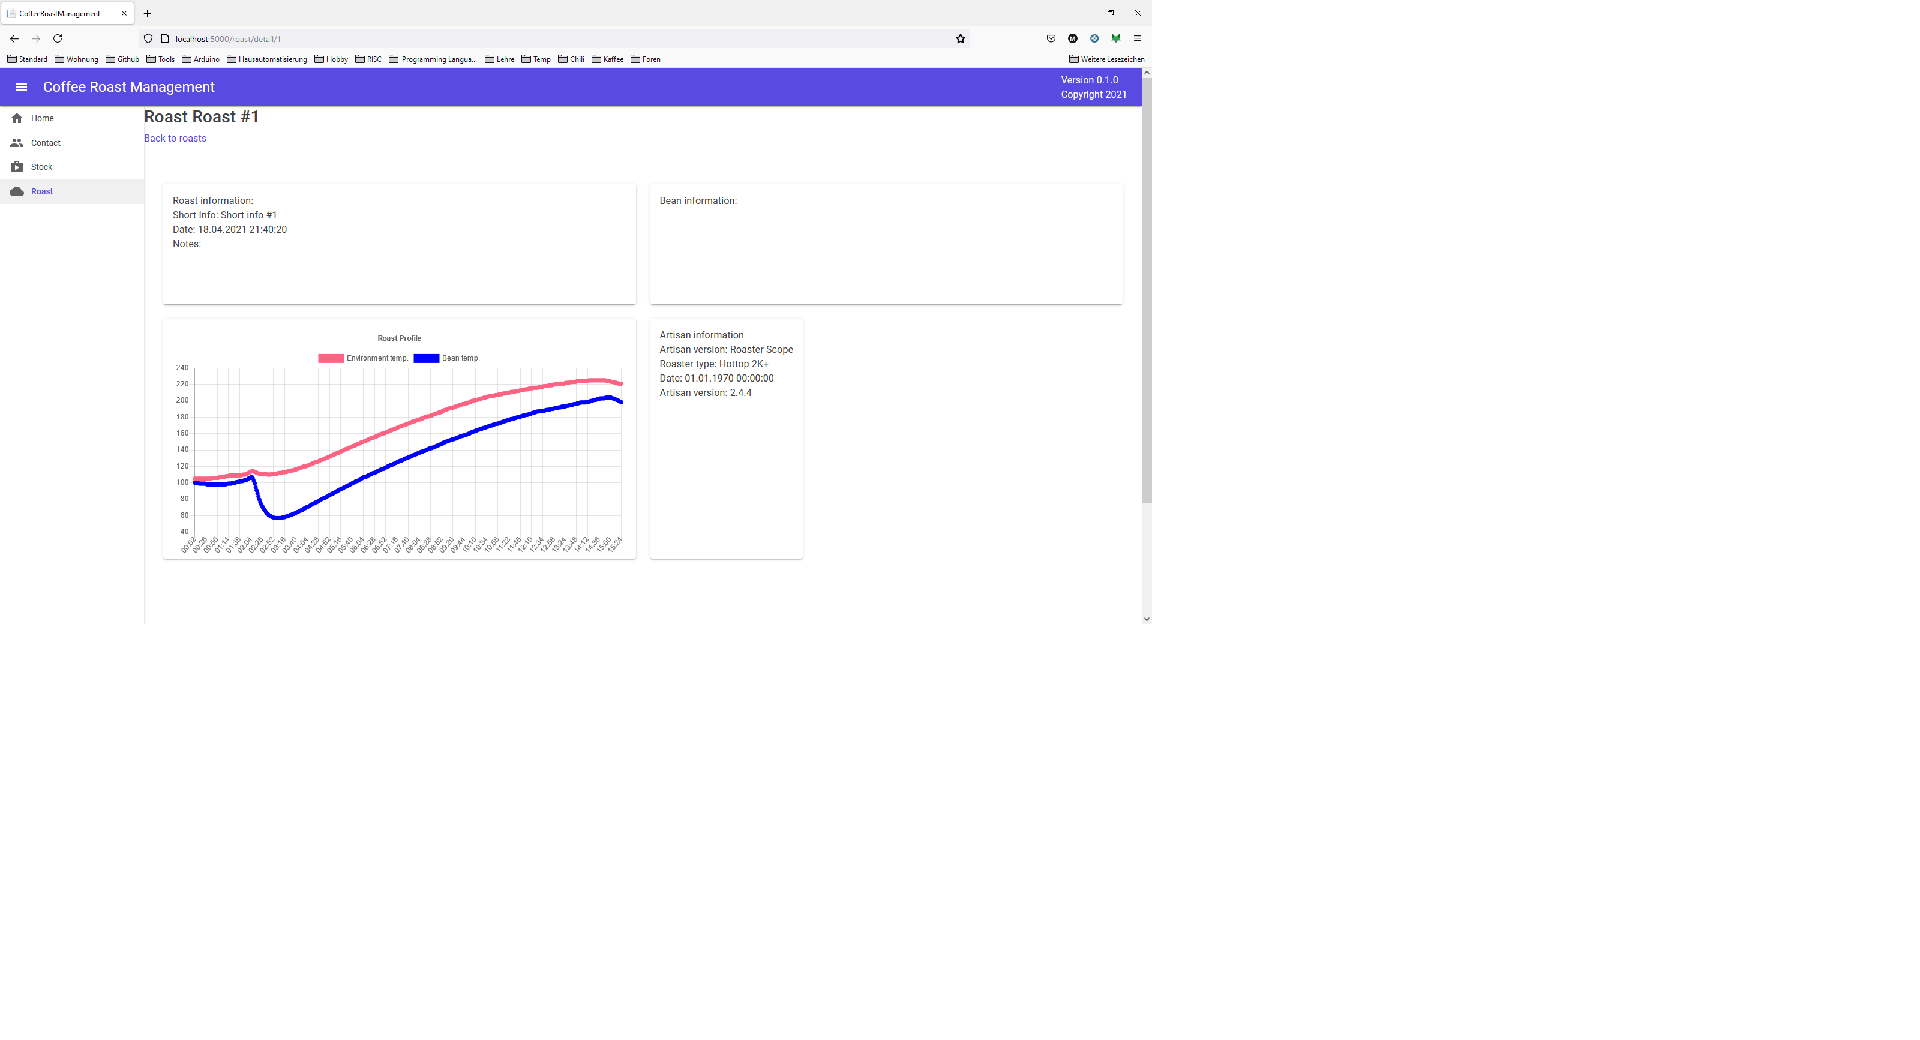 CoffeeRoastManagement
localhost:5000/roast/detail/1
Standard Wohnung Github Tools Arduino Hausautomatisierung Hobby RISC Programming Langua... Lehre Temp Chili Kaffee Foren Weitere Lesezeichen
Coffee Roast Management
Version 0.1.0
Copyright 2021
Home
Contact
Stock
Roast
Roast Roast #1
Back to roasts
Roast information:
Short Info: Short info #1
Date: 18.04.2021 21:40:20
Notes:
Bean information:
Roast Profile
Environment temp. Bean temp.
240
220
200
180
160
140
120
100
80
60
40
Artisan information
Artisan version: Roaster Scope
Roaster type: Hottop 2K+
Date: 01.01.1970 00:00:00
Artisan version: 2.4.4